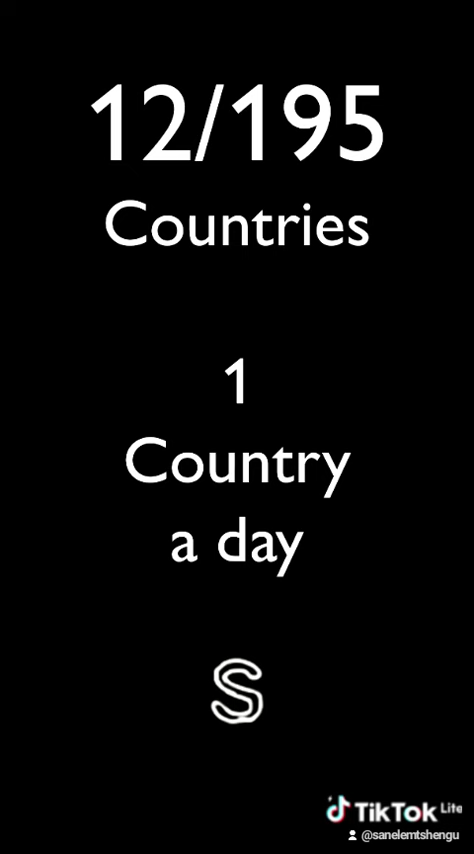 12/195
Countries
1
Country
a day
S
TikTok Lite
@sanelemtshengu